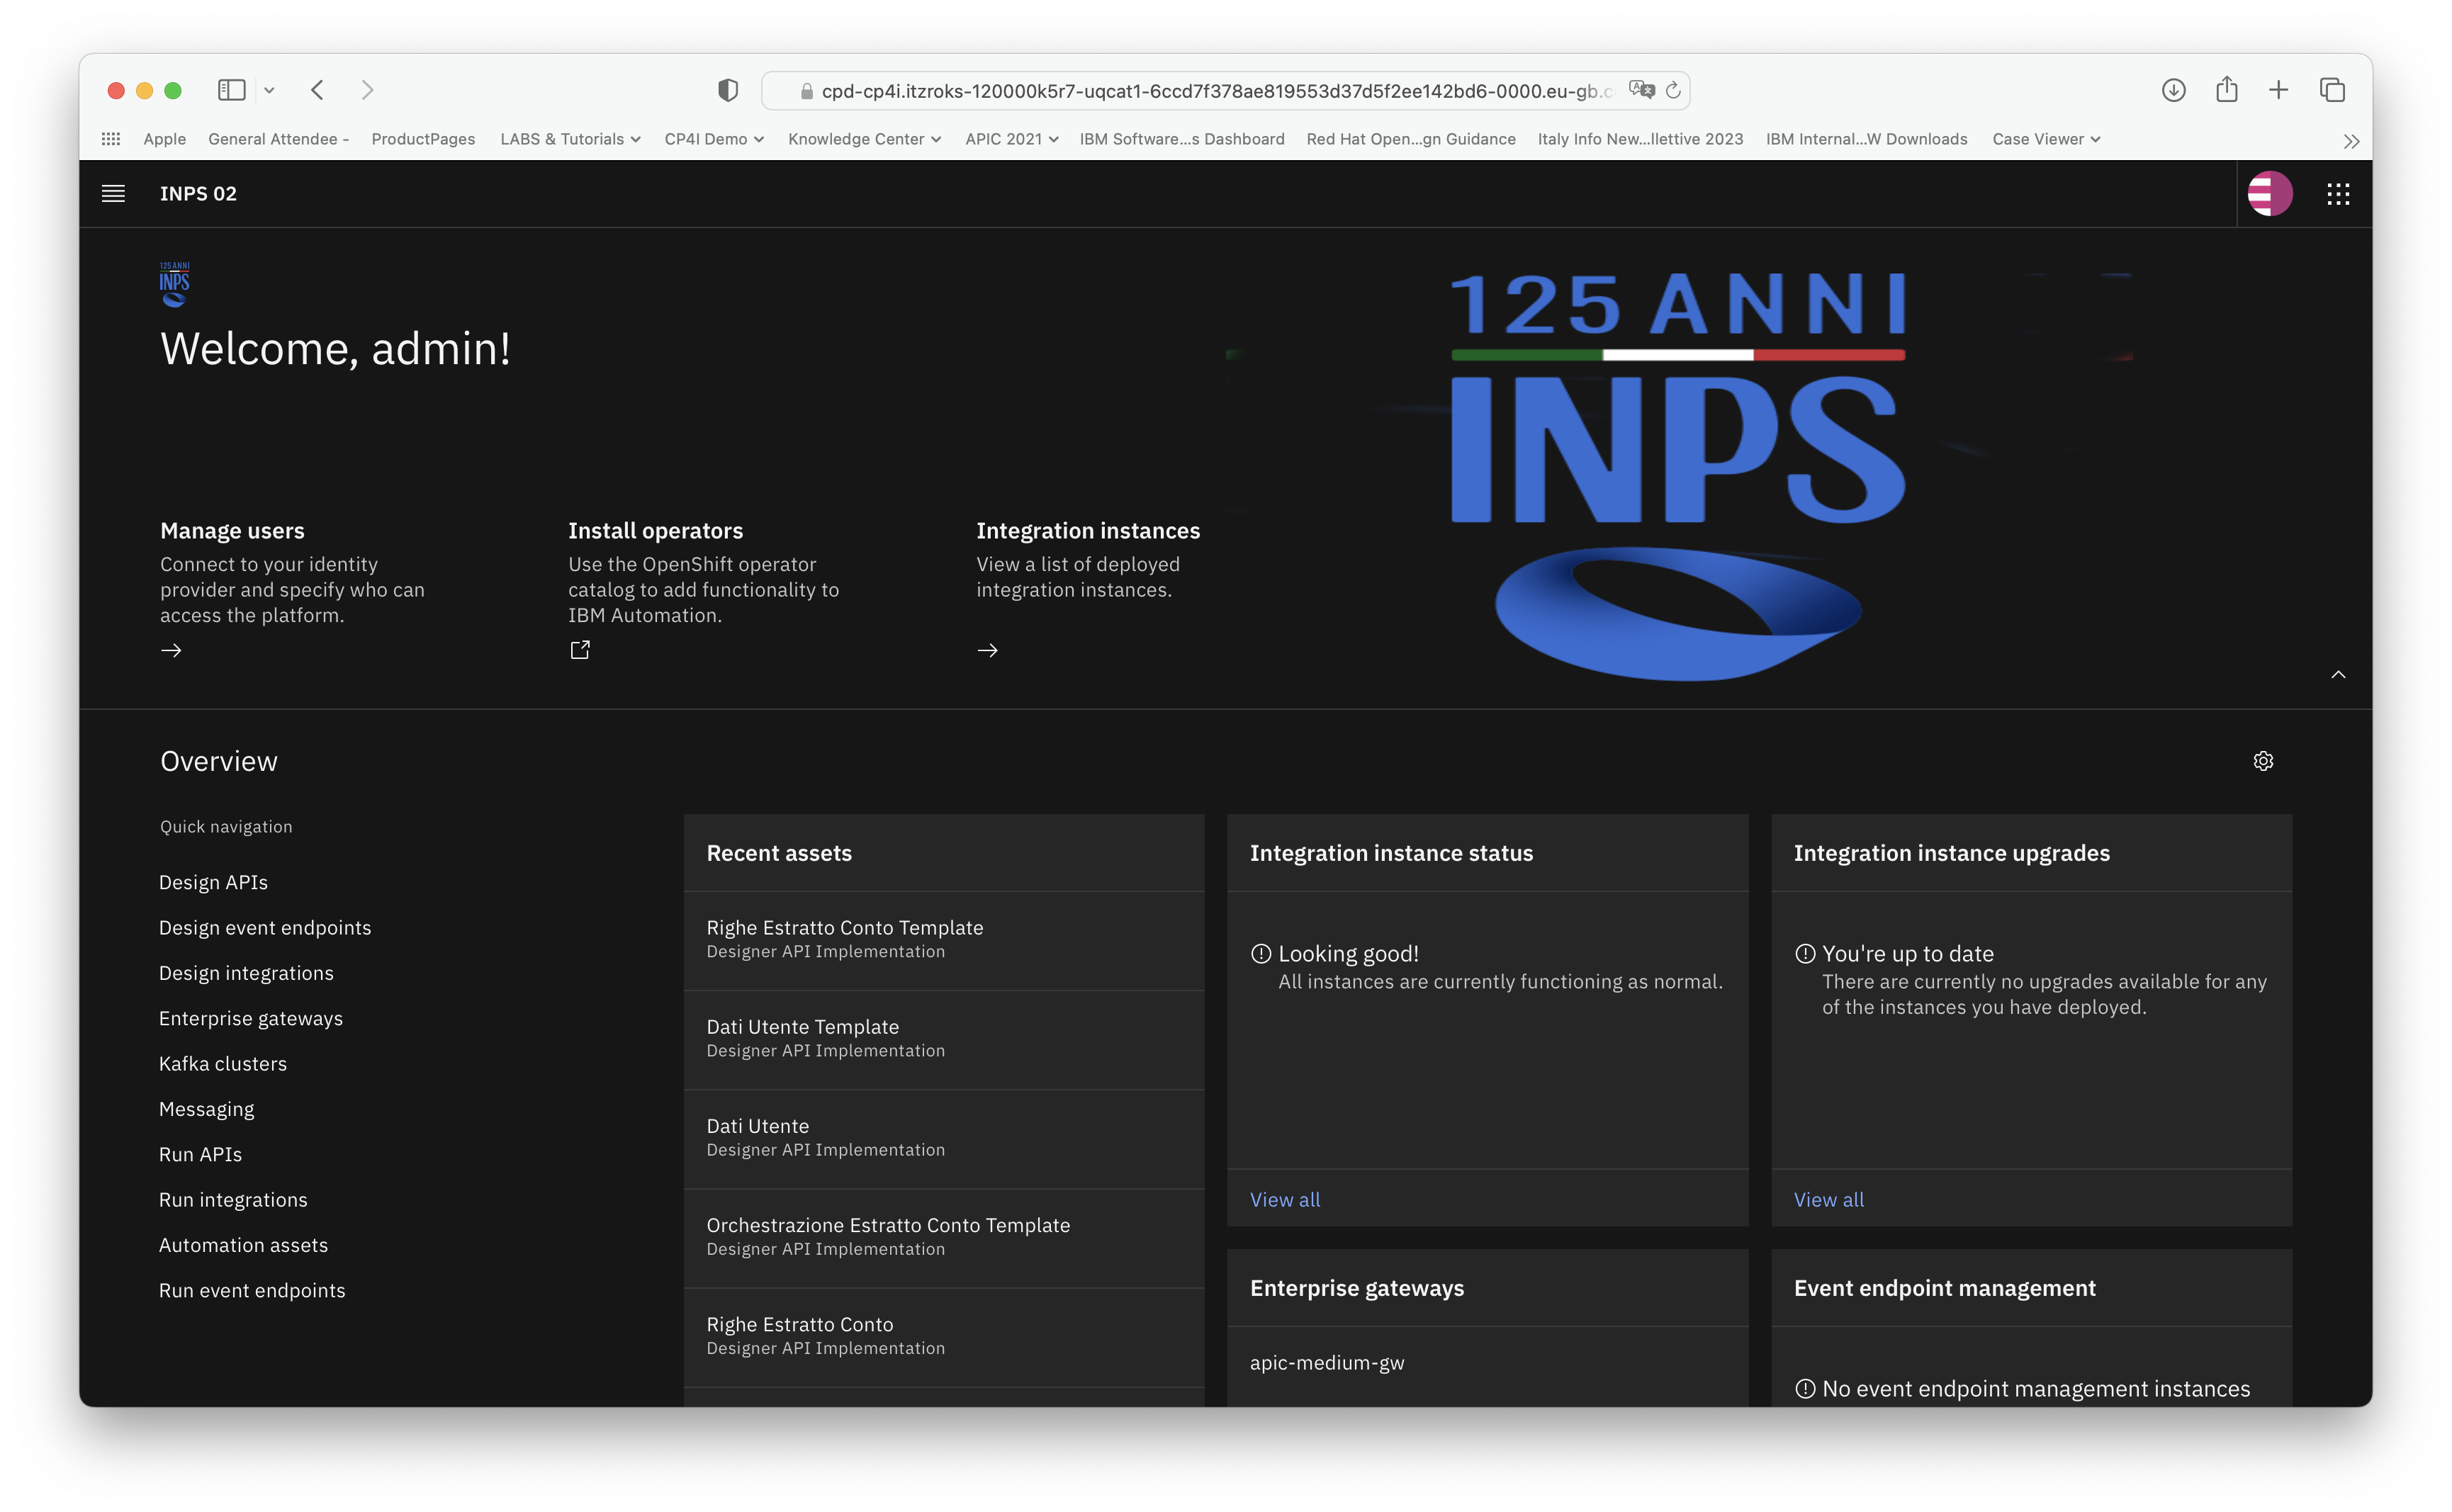 cpd-cp4i.itzroks-120000k5r7-uqcat1-6ccd7f378ae819553d37d5f2ee142bd6-0000.eu-gb.c
Apple General Attendee - ProductPages LABS & Tutorials CP4I Demo Knowledge Center APIC 2021 IBM Software...s Dashboard Red Hat Open...gn Guidance Italy Info New...llettive 2023 IBM Internal...W Downloads Case Viewer
INPS 02
125 ANNI
INPS
Welcome, admin!
125 ANNI
INPS
Manage users
Connect to your identity
provider and specify who can
access the platform.
Install operators
Use the OpenShift operator
catalog to add functionality to
IBM Automation.
Integration instances
View a list of deployed
integration instances.
Overview
Quick navigation
Design APIs
Design event endpoints
Design integrations
Enterprise gateways
Kafka clusters
Messaging
Run APIs
Run integrations
Automation assets
Run event endpoints
Recent assets
Righe Estratto Conto Template
Designer API Implementation
Dati Utente Template
Designer API Implementation
Dati Utente
Designer API Implementation
Orchestrazione Estratto Conto Template
Designer API Implementation
Righe Estratto Conto
Designer API Implementation
Integration instance status
Looking good!
All instances are currently functioning as normal.
View all
Integration instance upgrades
You're up to date
There are currently no upgrades available for any
of the instances you have deployed.
View all
Enterprise gateways
apic-medium-gw
Event endpoint management
No event endpoint management instances